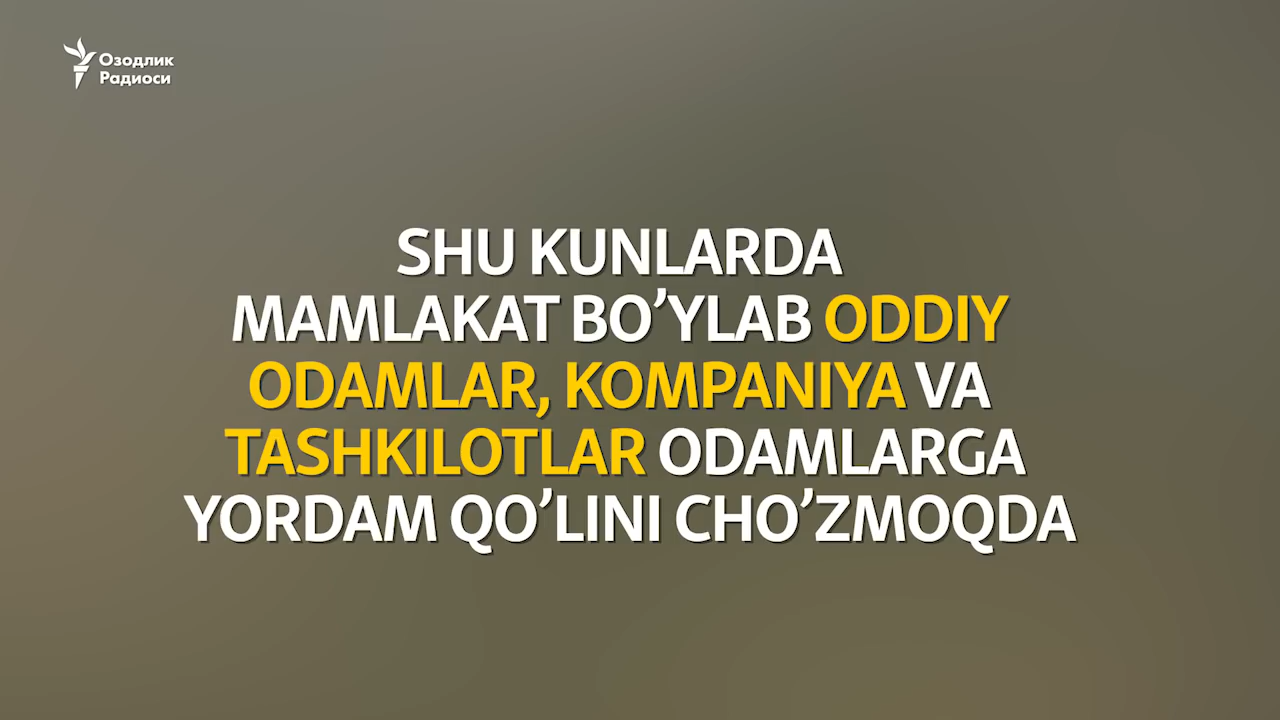 Озодлик
Радиоси
SHU KUNLARDA
MAMLAKAT BO’YLAB ODDIY
ODAMLAR, KOMPANIYA VA
TASHKILOTLAR ODAMLARGA
YORDAM QO’LINI CHO’ZMOQDA